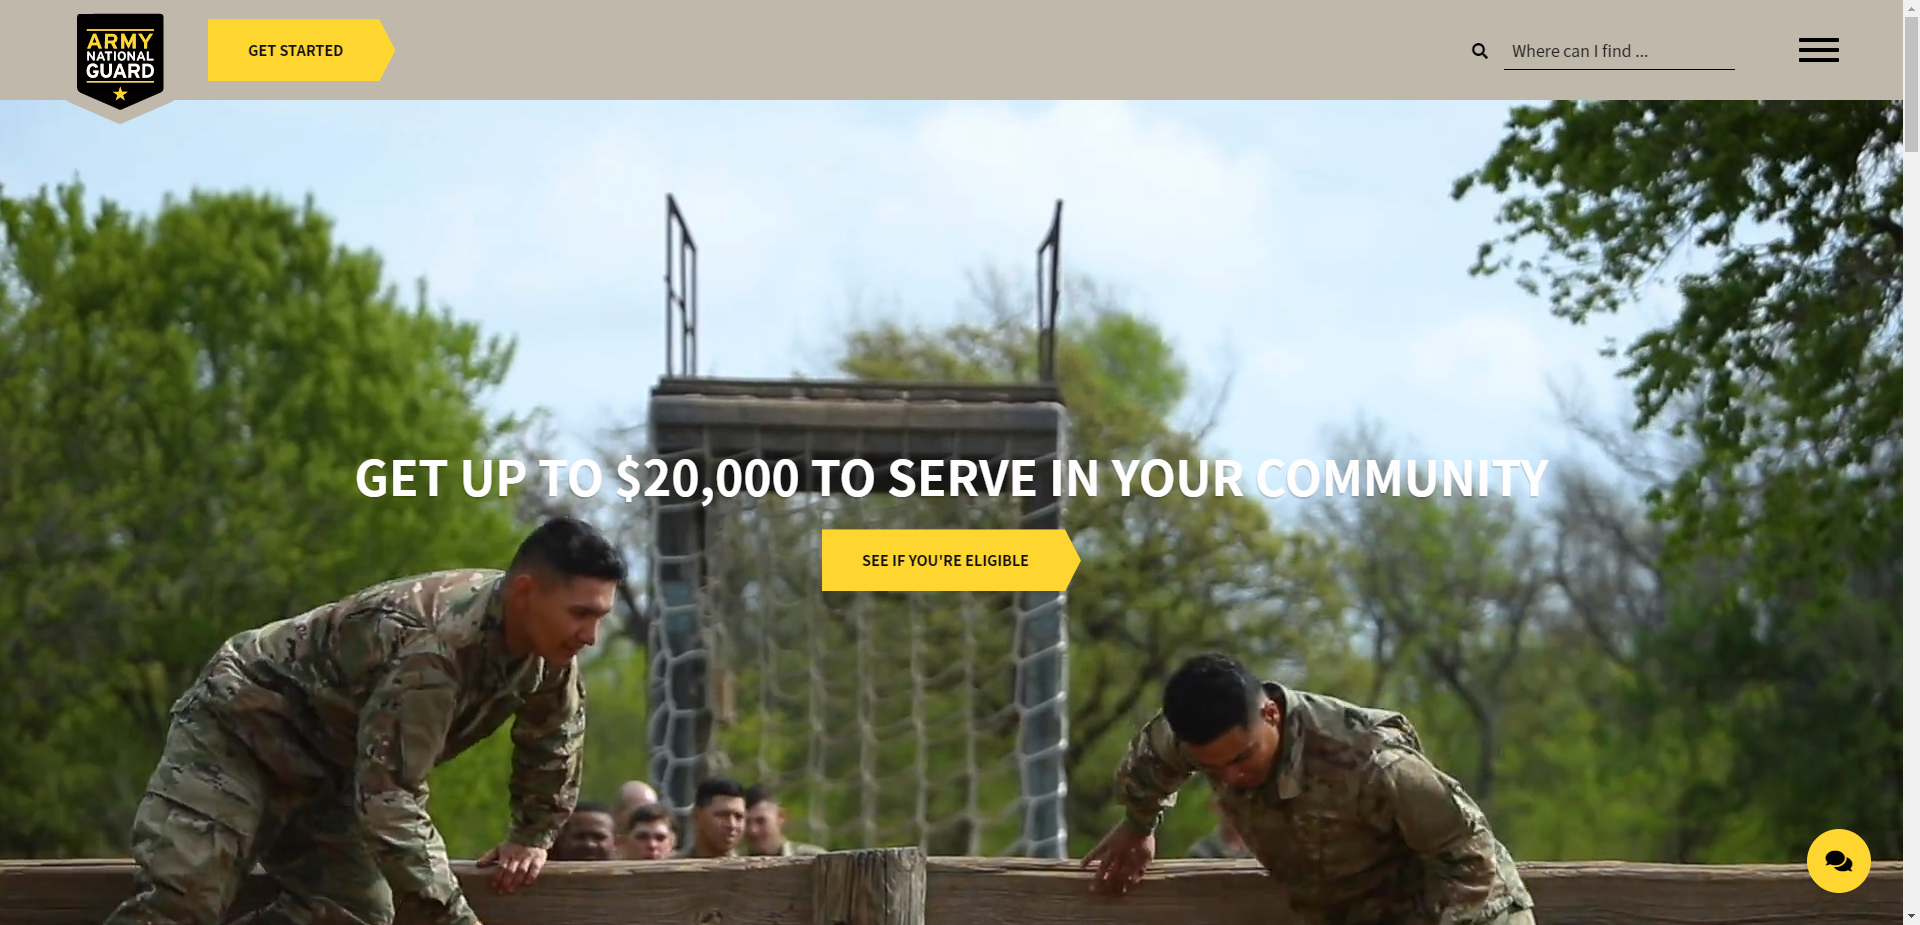 ARMY
NATIONAL
GUARD
GET STARTED
Where can I find ...
GET UP TO $20,000 TO SERVE IN YOUR COMMUNITY
SEE IF YOU'RE ELIGIBLE